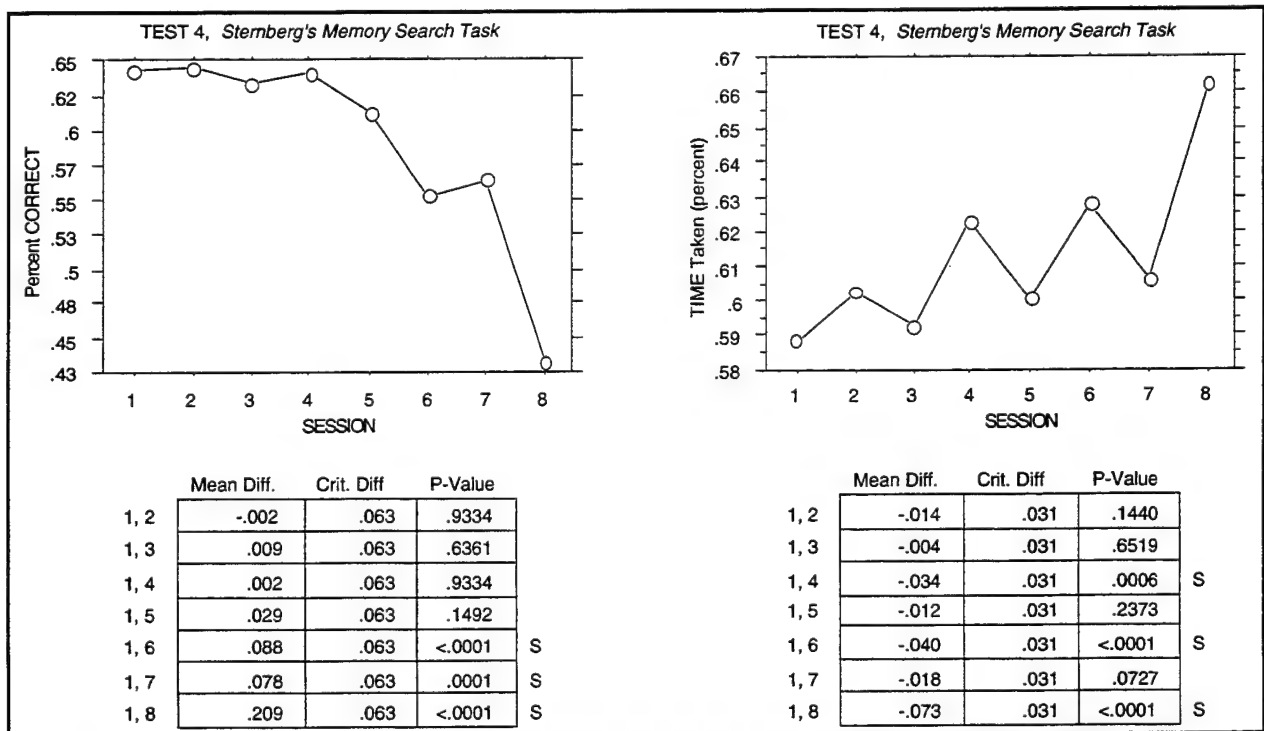 TEST 4, Sternberg's Memory Search Task
.65
.62
.6
.57
.55
.53
.5
.48
.45
.43
Percent CORRECT
1 2 3 4 5 6 7 8
SESSION
Mean Diff. Crit. Diff P-Value
1, 2 -.002 .063 .9334
1, 3 .009 .063 .6361
1, 4 .002 .063 .9334
1, 5 .029 .063 .1492
1, 6 .088 .063 <.0001 S
1, 7 .078 .063 .0001 S
1, 8 .209 .063 <.0001 S
TEST 4, Sternberg's Memory Search Task
.67
.66
.65
.64
.63
.62
.61
.6
.59
.58
TIME Taken (percent)
1 2 3 4 5 6 7 8
SESSION
Mean Diff. Crit. Diff P-Value
1, 2 -.014 .031 .1440
1, 3 -.004 .031 .6519
1, 4 -.034 .031 .0006 S
1, 5 -.012 .031 .2373
1, 6 -.040 .031 <.0001 S
1, 7 -.018 .031 .0727
1, 8 -.073 .031 <.0001 S